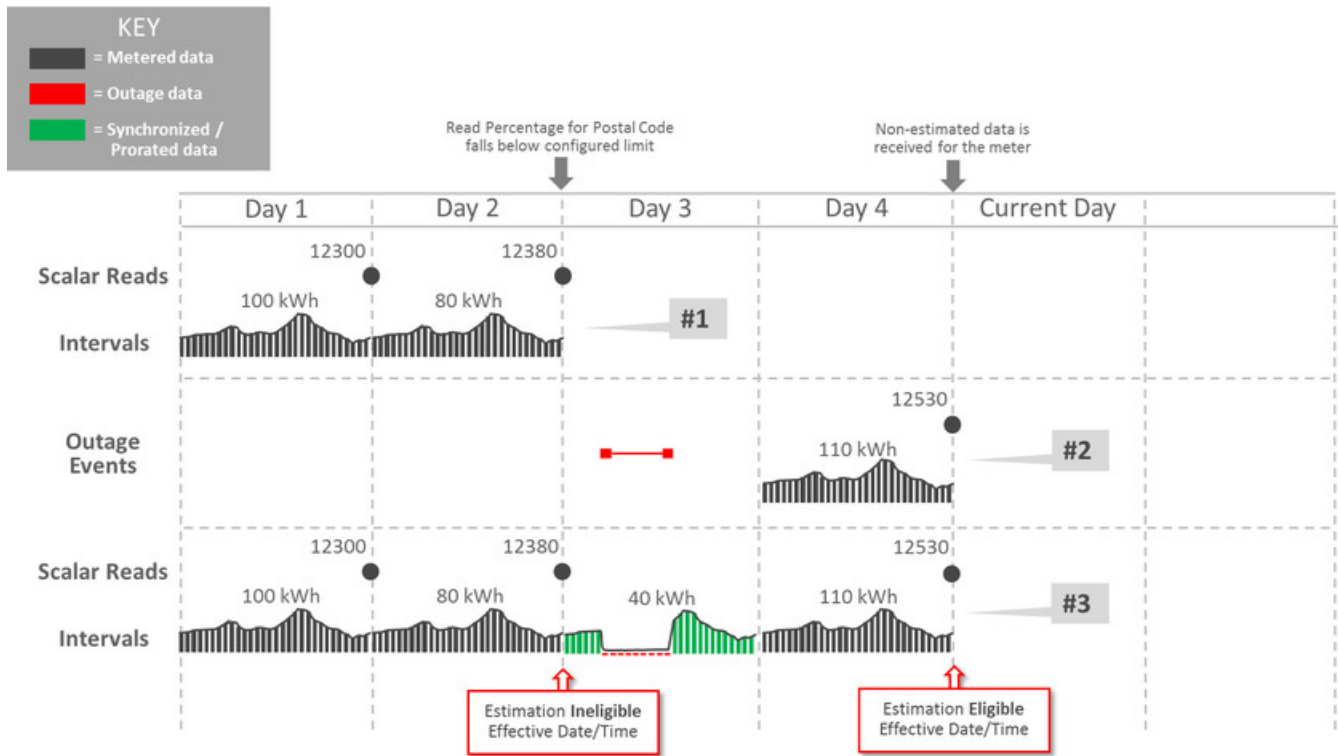 KEY
= Metered data
= Outage data
= Synchronized /
Prorated data
Read Percentage for Postal Code
falls below configured limit
Non-estimated data is
received for the meter
Day 1
Day 2
Day 3
Day 4
Current Day
Scalar Reads
12300
12380
100 kWh
80 kWh
#1
Intervals
12530
Outage
Events
110 kWh
#2
Scalar Reads
12300
12380
12530
100 kWh
80 kWh
40 kWh
110 kWh
#3
Intervals
Estimation Ineligible
Effective Date/Time
Estimation Eligible
Effective Date/Time